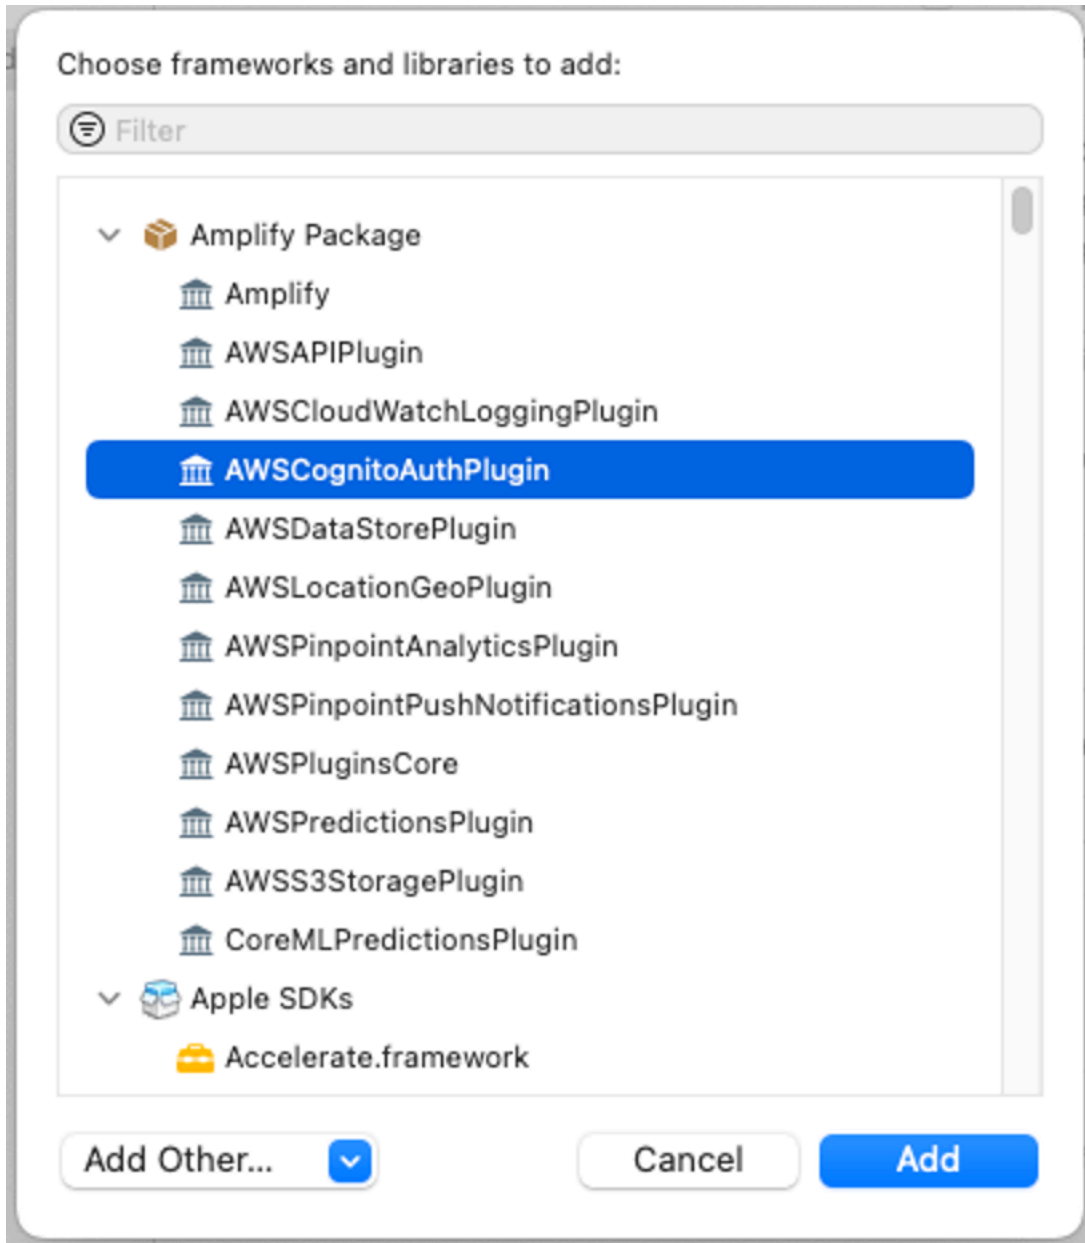 Choose frameworks and libraries to add:
Filter
Amplify Package
Amplify
AWSAPIPlugin
AWSCloudWatchLoggingPlugin
AWSCognitoAuthPlugin
AWSDataStorePlugin
AWSLocationGeoPlugin
AWSPinpointAnalyticsPlugin
AWSPinpointPushNotificationsPlugin
AWSPluginsCore
AWSPredictionsPlugin
AWSS3StoragePlugin
CoreMLPredictionsPlugin
Apple SDKs
Accelerate.framework
Add Other... Cancel Add